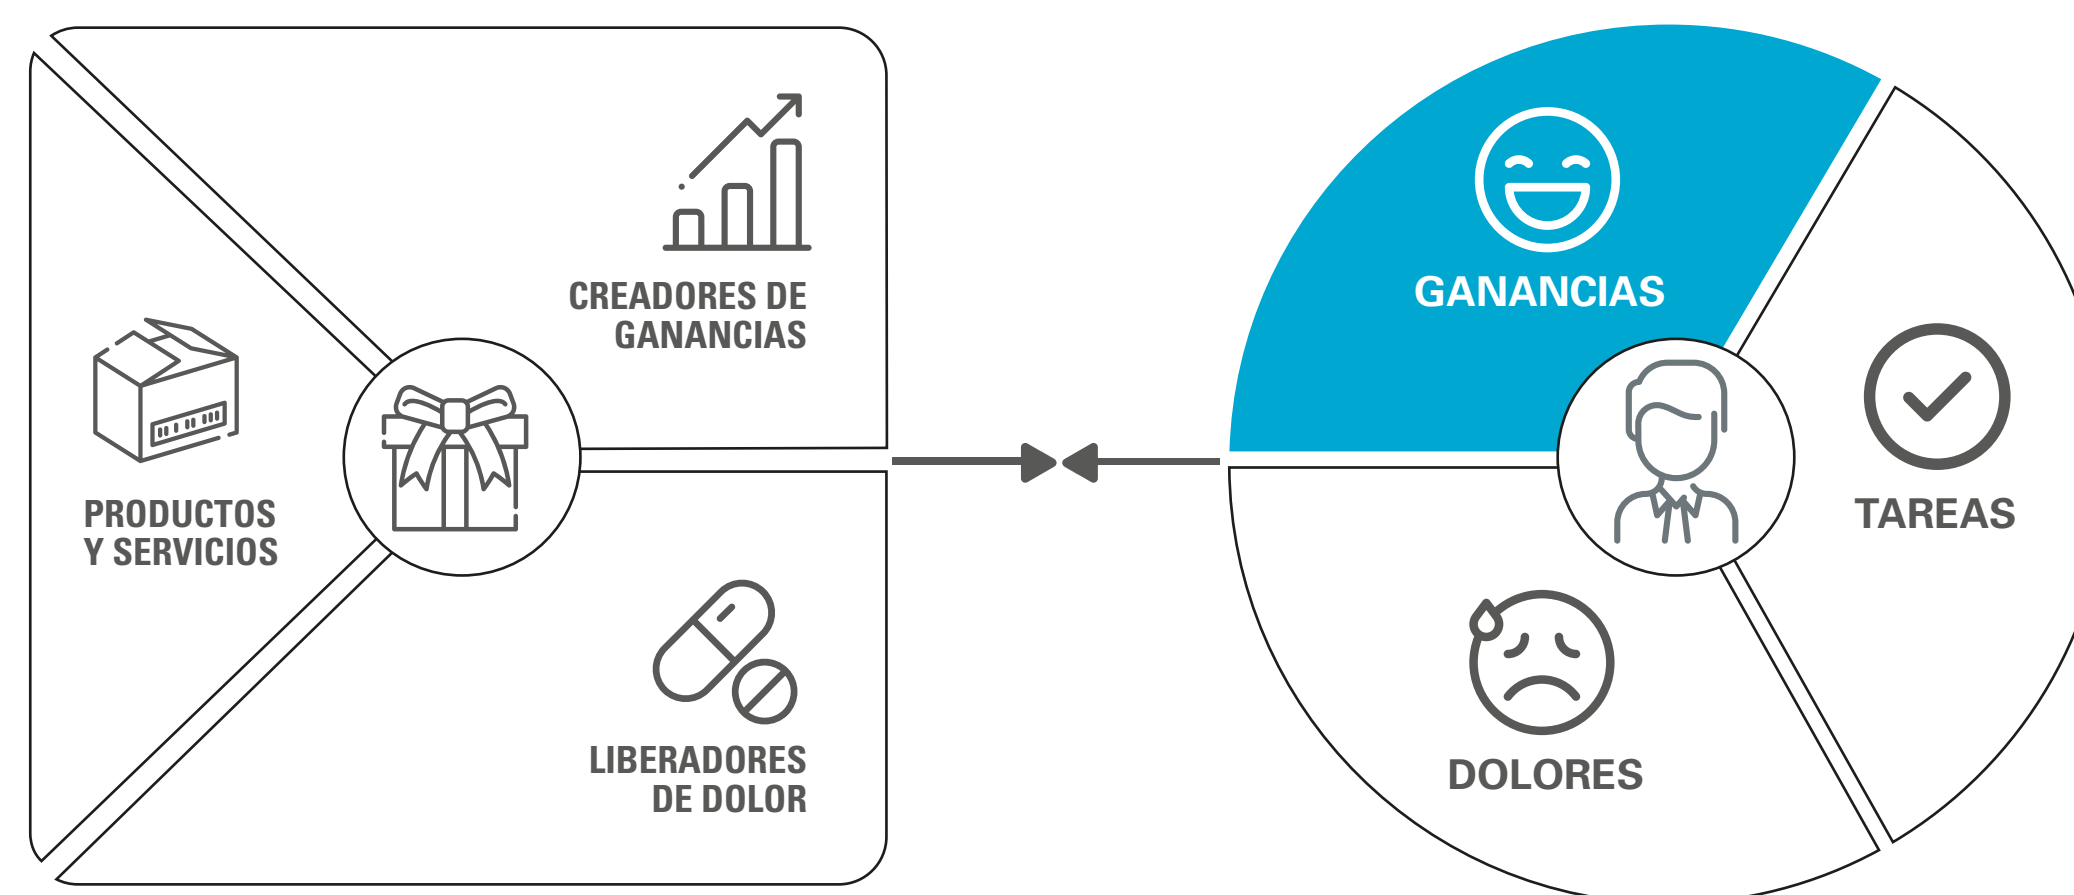 CREADORES DE
GANANCIAS
PRODUCTOS
Y SERVICIOS
LIBERADORES
DE DOLOR
GANANCIAS
TAREAS
DOLORES